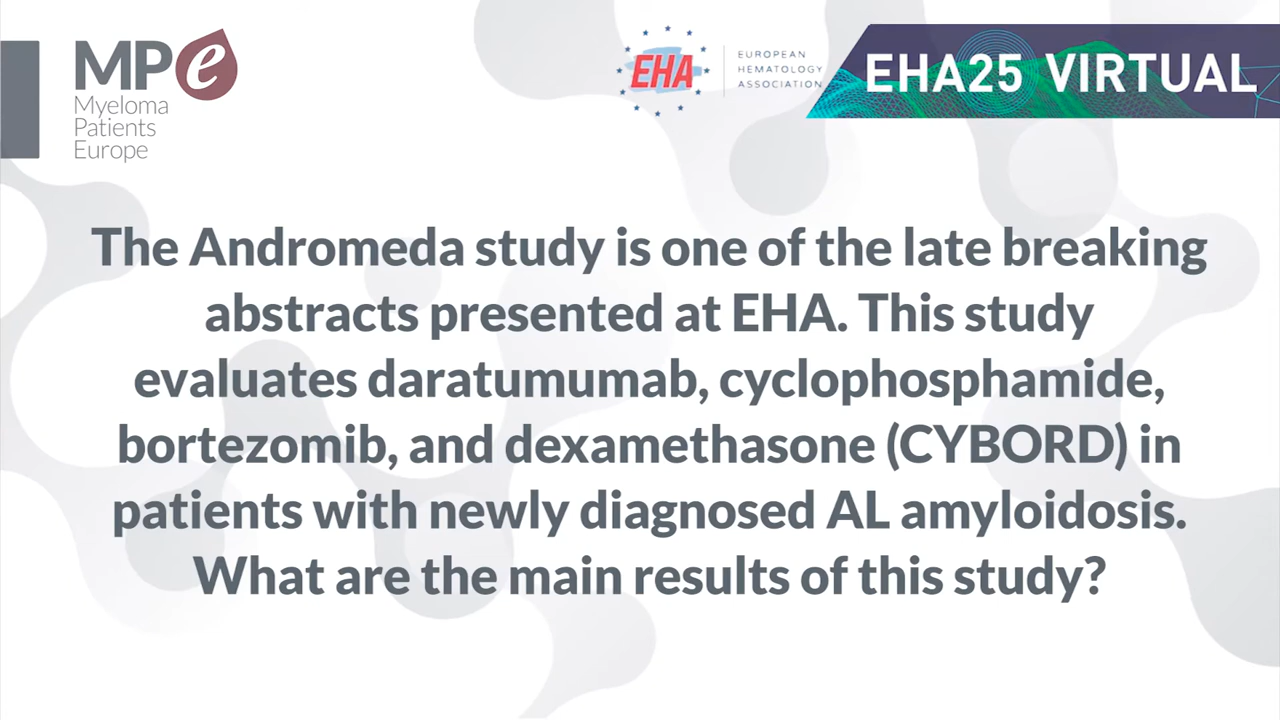 MPe
Myeloma
Patients
Europe
EHA
EUROPEAN
HEMATOLOGY
ASSOCIATION
EHA25 VIRTUAL
The Andromeda study is one of the late breaking
abstracts presented at EHA. This study
evaluates daratumumab, cyclophosphamide,
bortezomib, and dexamethasone (CYBORD) in
patients with newly diagnosed AL amyloidosis.
What are the main results of this study?